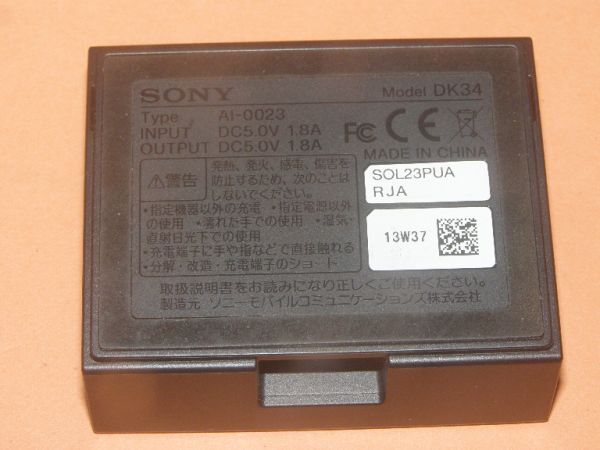 SONY Model DK34
Type AI-0023
INPUT DC5.0V 1.8A
OUTPUT DC5.0V 1.8A
FC CE
MADE IN CHINA
SOL23PUA
RJA
13W37
⚠警告
発熱、発火、感電、傷害を
防止するため、次のことは
しないでください。
•指定機器以外の充電 •指定電源以外
の使用 •濡れた手での使用 •湿気・
直射日光下での使用
•充電端子に手や指などで直接触れる
•分解・改造・充電端子のショート
取扱説明書をお読みになり正しくご使用ください。
製造元 ソニーモバイルコミュニケーションズ株式会社